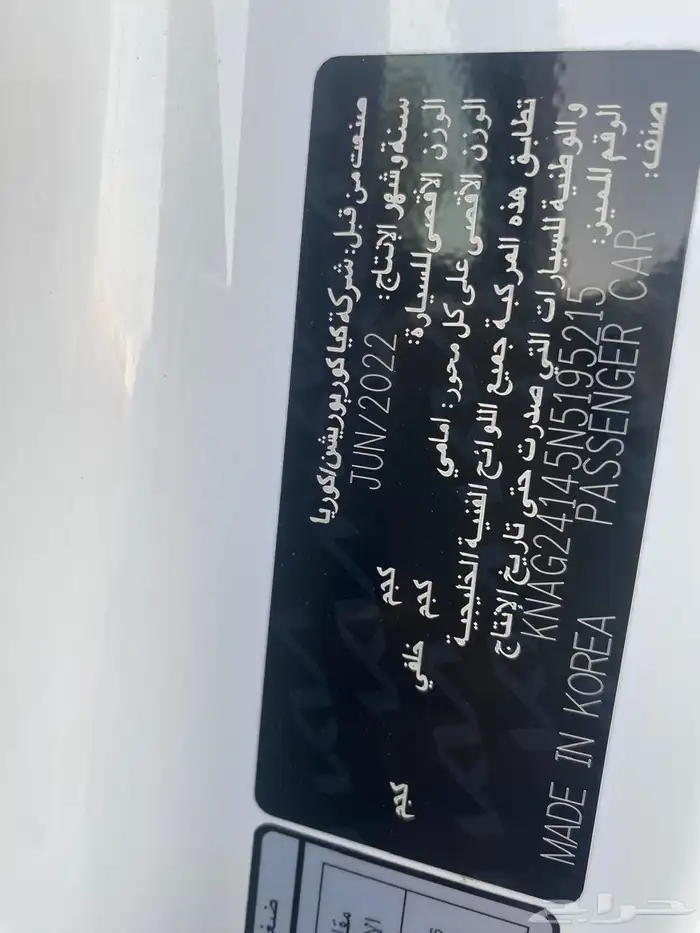 صنعت من قبل: شركة كيا كوربوريشن/كوريا
سنة وشهر الإنتاج: JUN/2022
الوزن الأقصى للسيارة: كجم
الوزن الأقصى على كل محور: امامي كجم خلفي كجم
تطابق هذه المركبة جميع اللوائح الفنية الخليجية
والوطنية للسيارات التي صدرت حتى تاريخ الإنتاج
الرقم المميز: KNAG24145N5195215
صنف: PASSENGER CAR
MADE IN KOREA
حراج